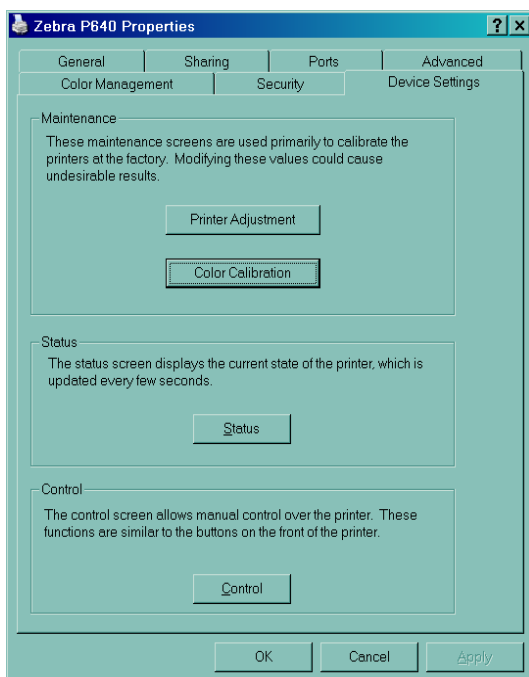 Zebra P640 Properties
General Sharing Ports Advanced
Color Management Security Device Settings
Maintenance
These maintenance screens are used primarily to calibrate the
printers at the factory. Modifying these values could cause
undesirable results.
Printer Adjustment
Color Calibration
Status
The status screen displays the current state of the printer, which is
updated every few seconds.
Status
Control
The control screen allows manual control over the printer. These
functions are similar to the buttons on the front of the printer.
Control
OK Cancel Apply